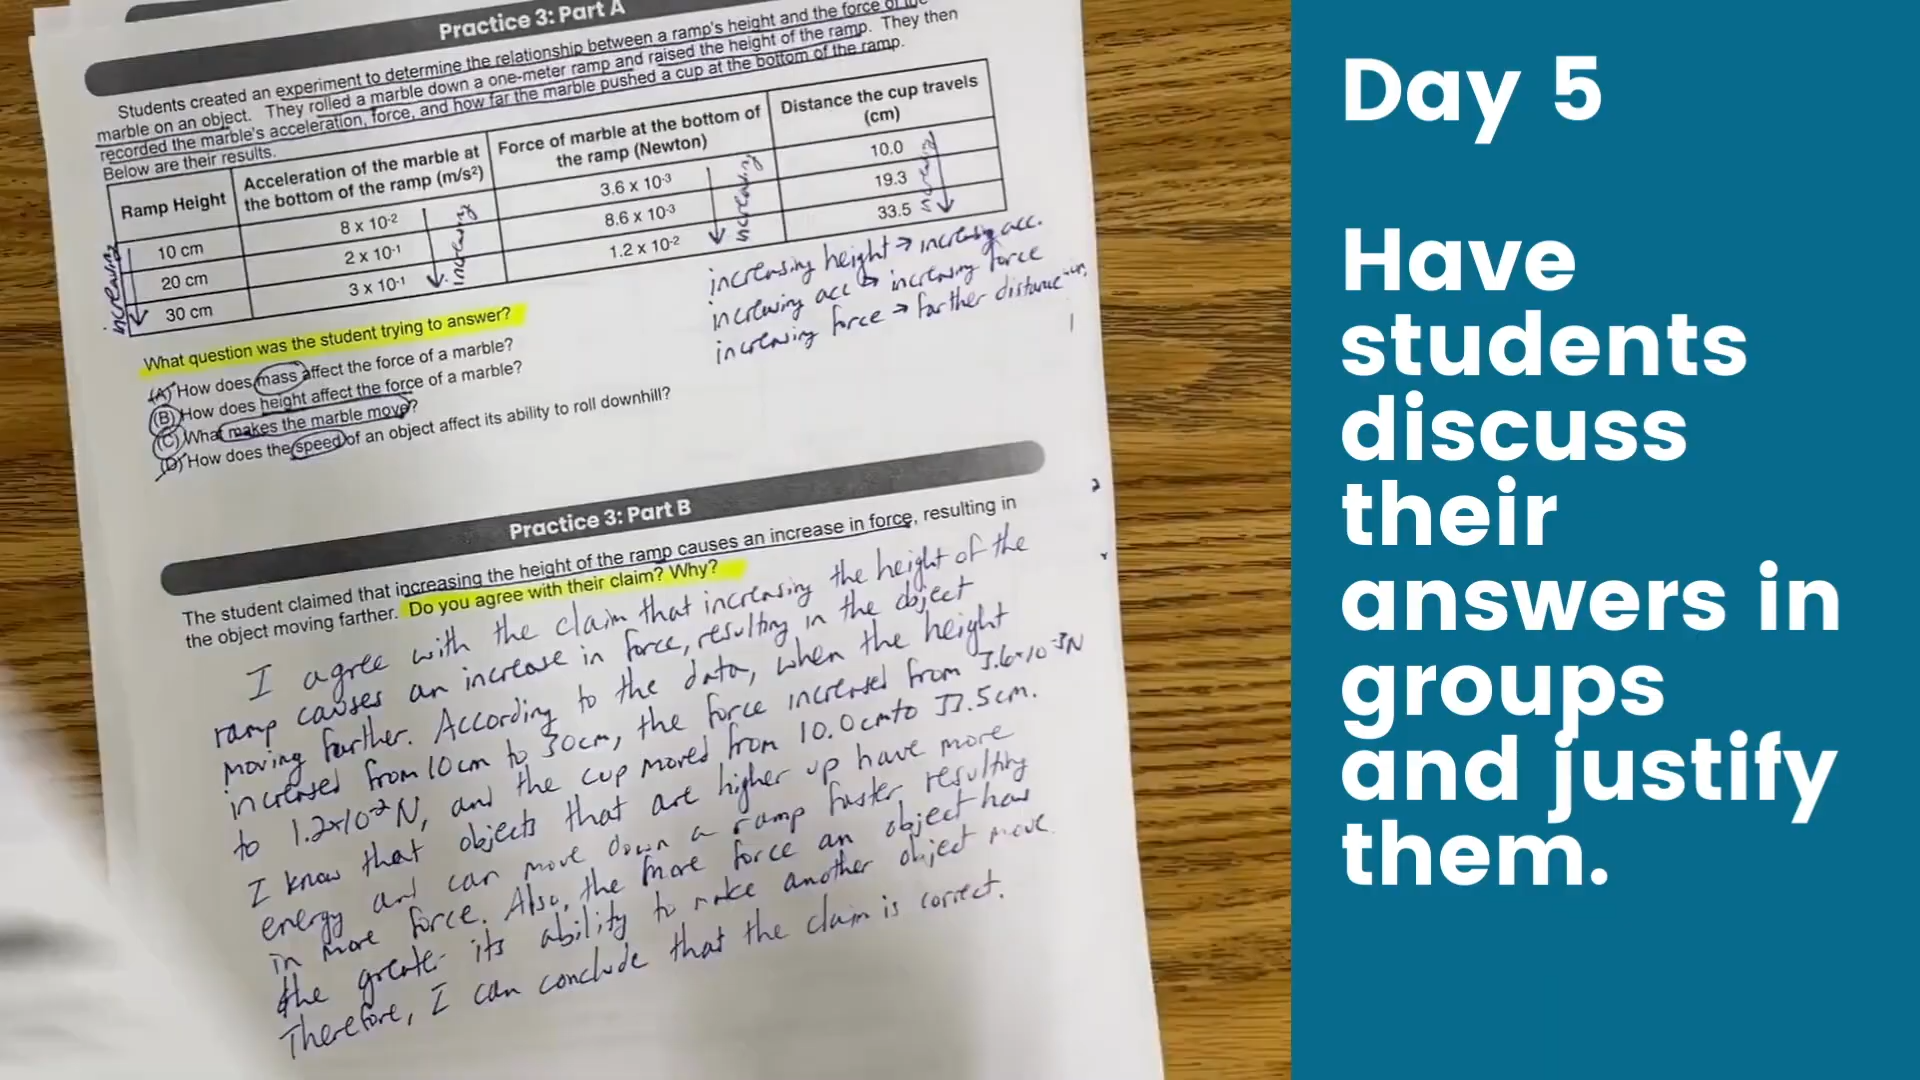 Practice 3: Part A
Students created an experiment to determine the relationship between a ramp's height and the force of the
marble on an object. They rolled a marble down a one-meter ramp and raised the height of the ramp. They then
recorded the marble's acceleration, force, and how far the marble pushed a cup at the bottom of the ramp.
Below are their results.
Ramp Height
Acceleration of the marble at
the bottom of the ramp (m/s²)
Force of marble at the bottom of
the ramp (Newton)
Distance the cup travels
(cm)
10 cm 8 x 10-2 3.6 x 10-3 10.0
20 cm 2 x 10-1 8.6 x 10-3 19.3
30 cm 3 x 10-1 1.2 x 10-2 33.5
increasing
increasing
increasing
increasing
increasing height → increasing acc.
increasing acc → increasing force
increasing force → farther distance
What question was the student trying to answer?
(A) How does mass affect the force of a marble?
(B) How does height affect the force of a marble?
(C) What makes the marble move?
(D) How does the speed of an object affect its ability to roll downhill?
Practice 3: Part B
The student claimed that increasing the height of the ramp causes an increase in force, resulting in
the object moving farther. Do you agree with their claim? Why?
I agree with the claim that increasing the height of the
ramp causes an increase in force, resulting in the object
moving farther. According to the data, when the height
increased from 10cm to 30cm, the force increased from 3.6x10-3N
to 1.2x10-2N, and the cup moved from 10.0cm to 33.5cm.
I know that objects that are higher up have more
energy and can move down a ramp faster resulting
in more force. Also, the more force an object has
the greater its ability to make another object move.
Therefore, I can conclude that the claim is correct.
Day 5
Have
students
discuss
their
answers in
groups
and justify
them.